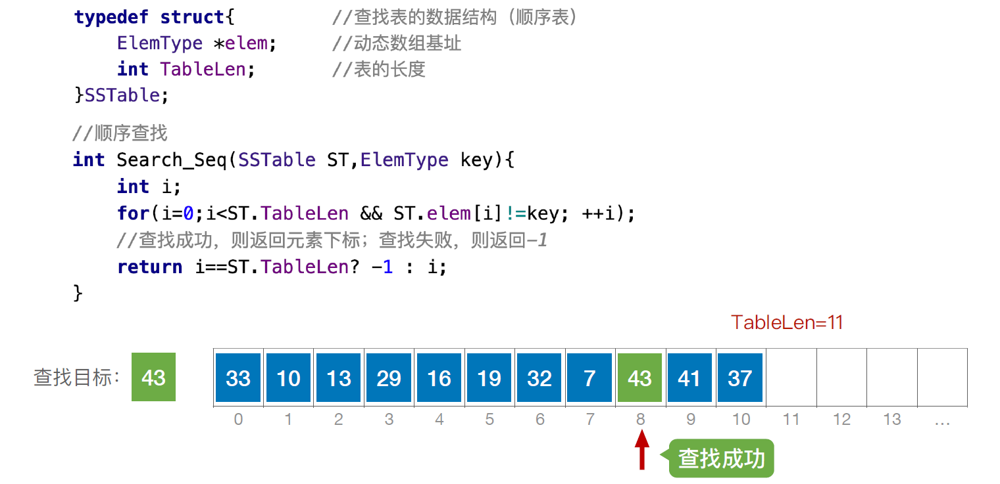 typedef struct{ //查找表的数据结构（顺序表）
ElemType *elem; //动态数组基址
int TableLen; //表的长度
}SSTable;
//顺序查找
int Search_Seq(SSTable ST,ElemType key){
int i;
for(i=0;i<ST.TableLen && ST.elem[i]!=key; ++i);
//查找成功，则返回元素下标；查找失败，则返回-1
return i==ST.TableLen? -1 : i;
}
TableLen=11
查找目标： 43 33 10 13 29 16 19 32 7 43 41 37
0 1 2 3 4 5 6 7 8 9 10 11 12 13 ...
查找成功